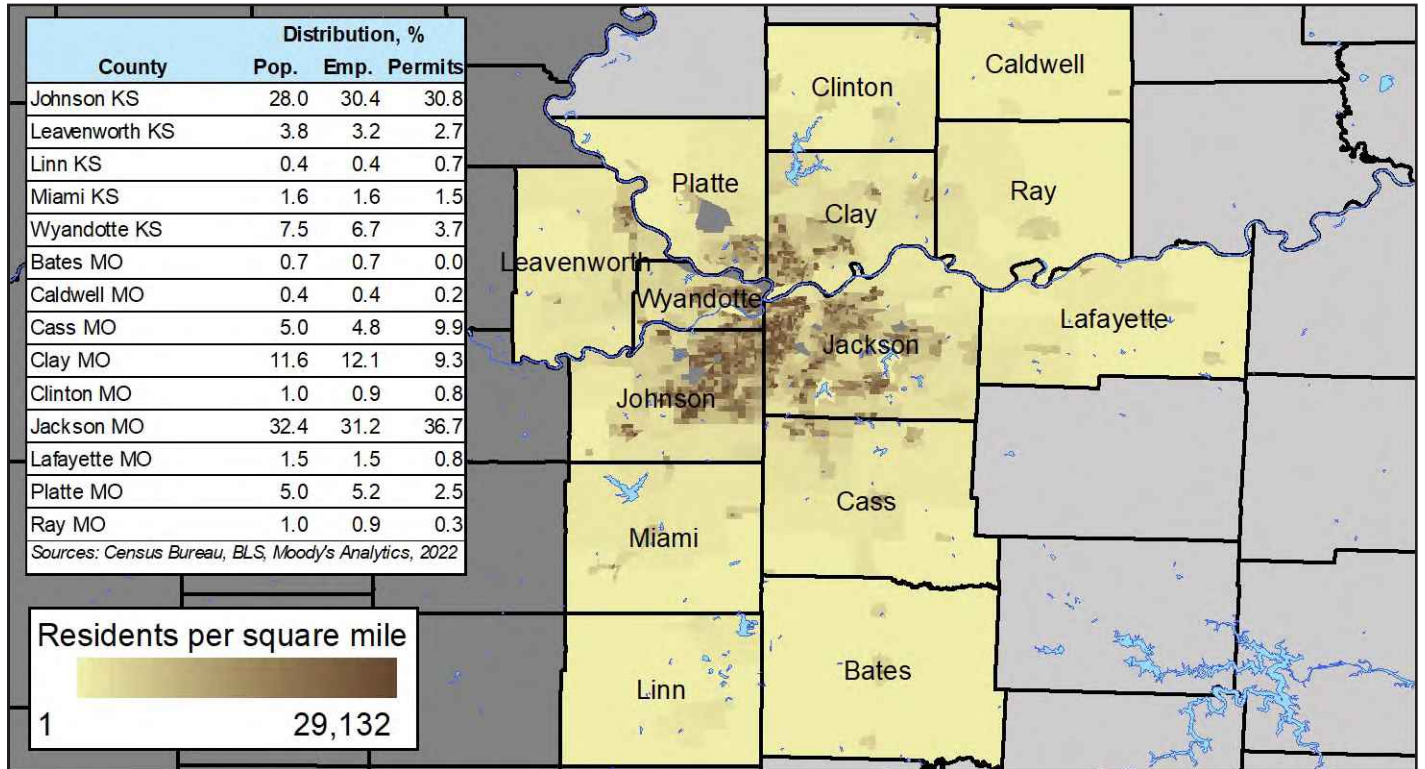 Distribution, %
County Pop. Emp. Permits
Johnson KS 28.0 30.4 30.8
Leavenworth KS 3.8 3.2 2.7
Linn KS 0.4 0.4 0.7
Miami KS 1.6 1.6 1.5
Wyandotte KS 7.5 6.7 3.7
Bates MO 0.7 0.7 0.0
Caldwell MO 0.4 0.4 0.2
Cass MO 5.0 4.8 9.9
Clay MO 11.6 12.1 9.3
Clinton MO 1.0 0.9 0.8
Jackson MO 32.4 31.2 36.7
Lafayette MO 1.5 1.5 0.8
Platte MO 5.0 5.2 2.5
Ray MO 1.0 0.9 0.3
Sources: Census Bureau, BLS, Moody's Analytics, 2022
Caldwell
Clinton
Platte
Ray
Clay
Leavenworth
Wyandotte
Lafayette
Jackson
Johnson
Cass
Miami
Bates
Linn
Residents per square mile
1 29,132